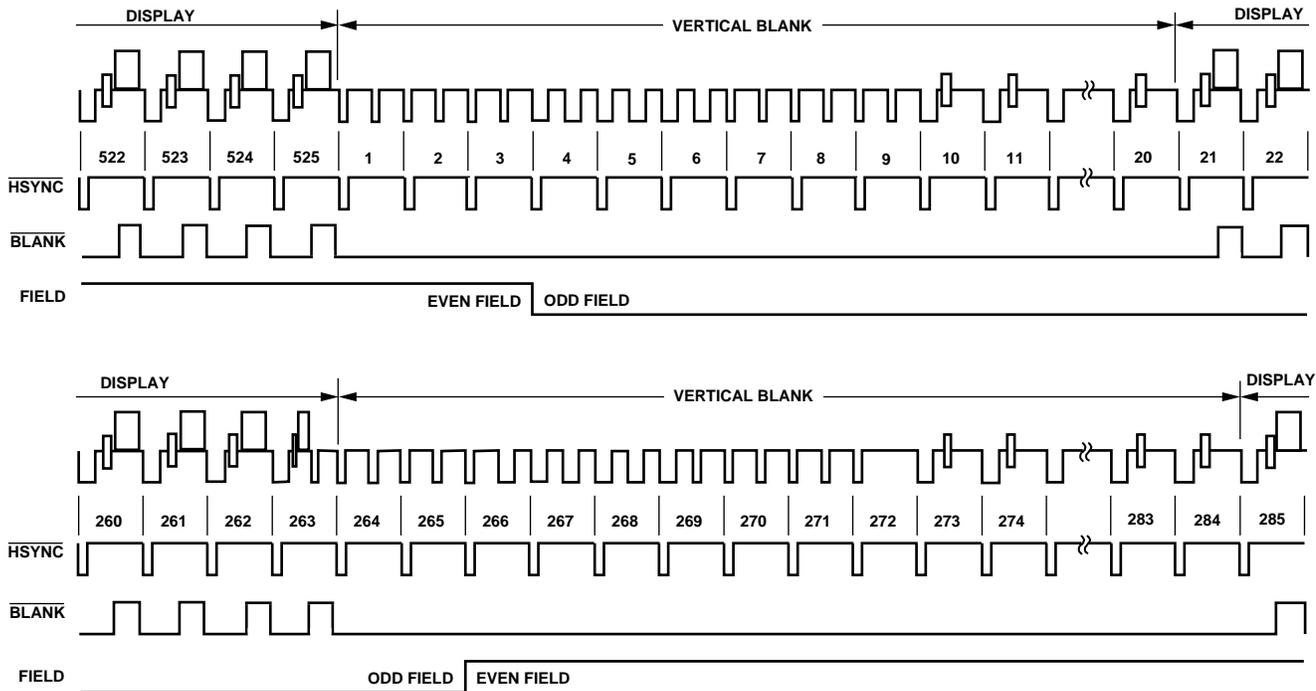 DISPLAY VERTICAL BLANK DISPLAY
522 523 524 525 1 2 3 4 5 6 7 8 9 10 11 20 21 22
HSYNC
BLANK
FIELD EVEN FIELD ODD FIELD
DISPLAY VERTICAL BLANK DISPLAY
260 261 262 263 264 265 266 267 268 269 270 271 272 273 274 283 284 285
HSYNC
BLANK
FIELD ODD FIELD EVEN FIELD